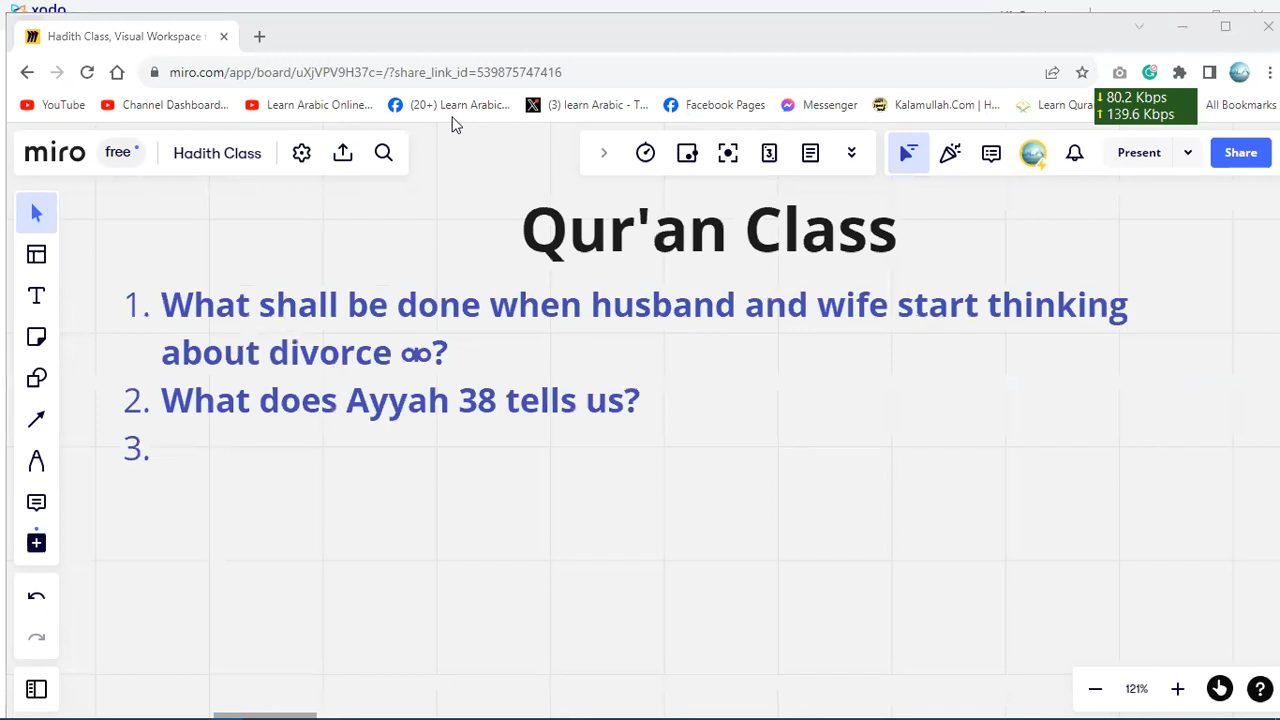 xodo
Hadith Class, Visual Workspace
miro.com/app/board/uXjVPV9H37c=/?share_link_id=539875747416
YouTube
Channel Dashboard...
Learn Arabic Online...
(20+) Learn Arabic...
(3) learn Arabic - T...
Facebook Pages
Messenger
Kalamullah.Com | H...
Learn Qura
80.2 Kbps
139.6 Kbps
All Bookmarks
miro
free
Hadith Class
3
Present
Share
Qur'an Class
1. What shall be done when husband and wife start thinking
about divorce ꝏ?
2. What does Ayyah 38 tells us?
3.
121%